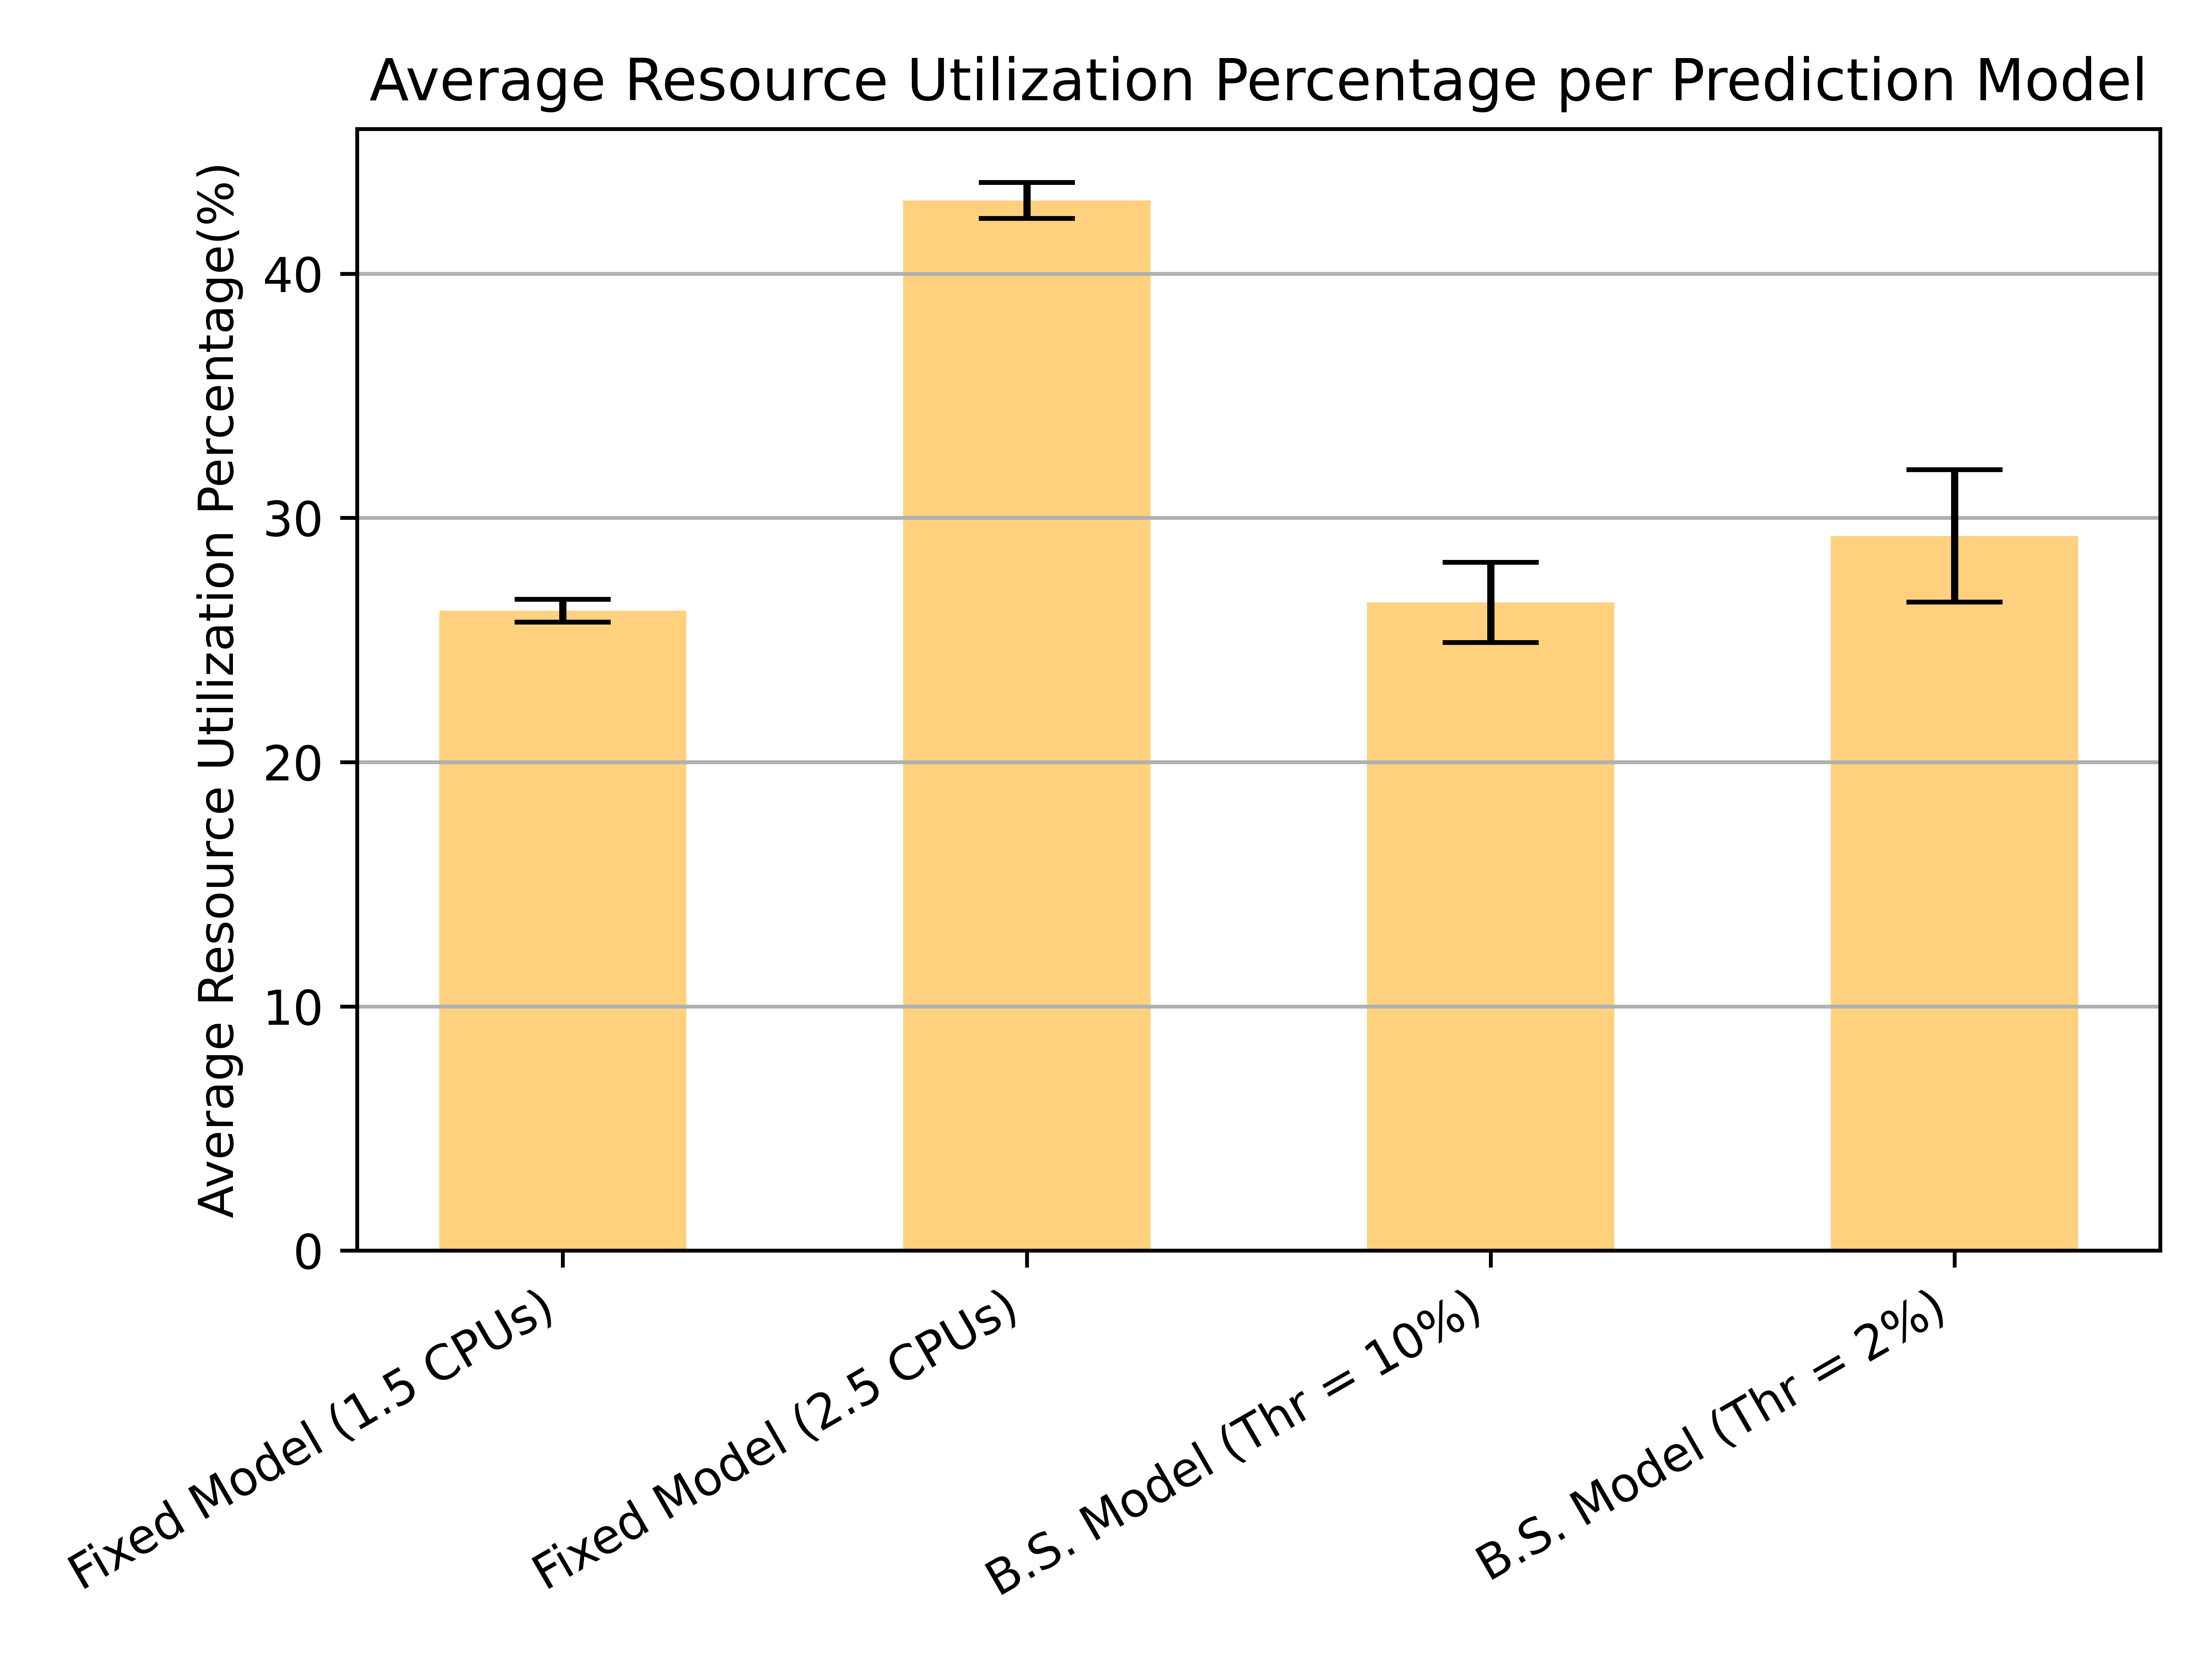 Average Resource Utilization Percentage per Prediction Model
Average Resource Utilization Percentage(%)
40
30
20
10
0
Fixed Model (1.5 CPUs)
Fixed Model (2.5 CPUs)
B.S. Model (Thr = 10%)
B.S. Model (Thr = 2%)